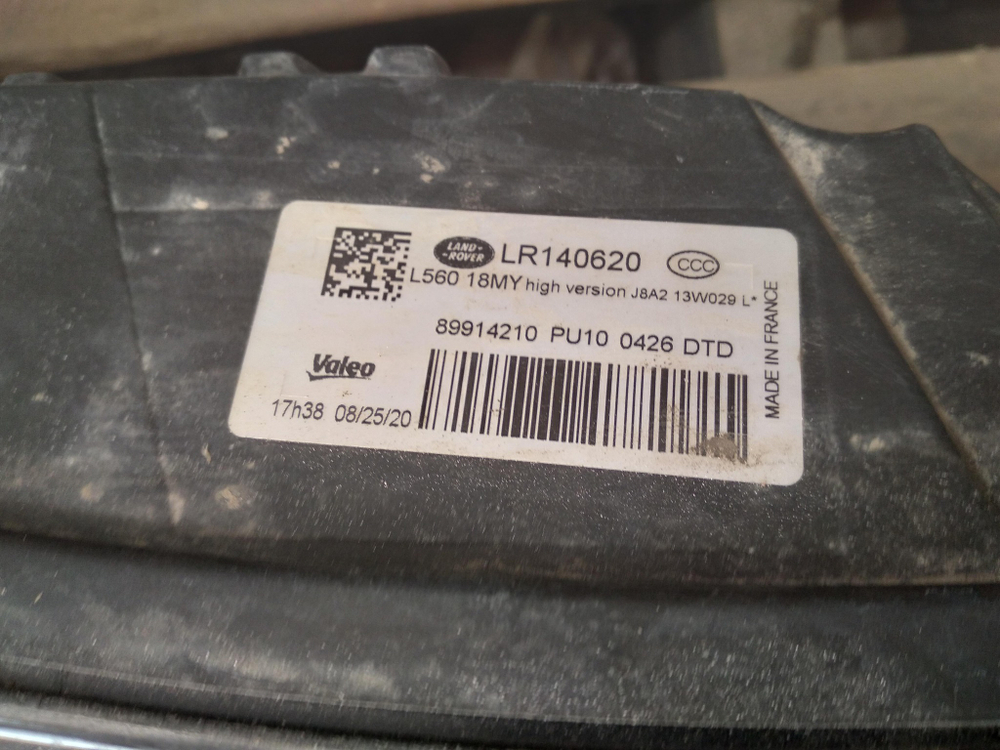 LAND-
-ROVER
LR140620
CCC
L560 18MY high version J8A2 13W029 L*
89914210 PU10 0426 DTD
Valeo
17h38 08/25/20
MADE IN FRANCE